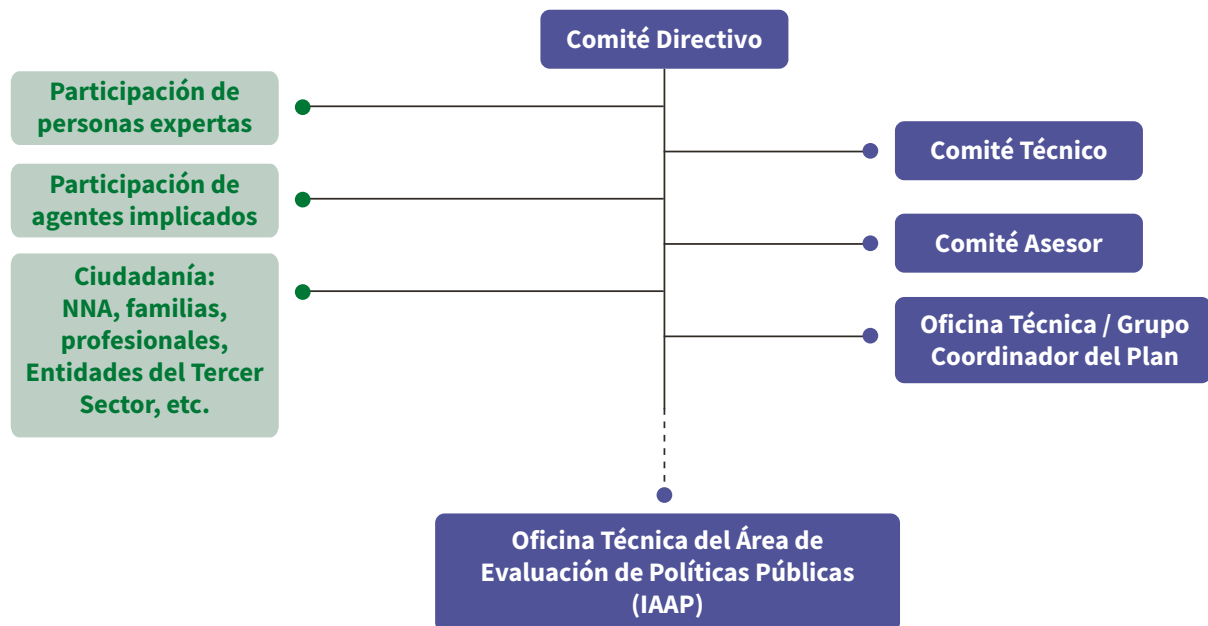 Comité Directivo
Participación de
personas expertas
Comité Técnico
Participación de
agentes implicados
Comité Asesor
Ciudadanía:
NNA, familias,
profesionales,
Entidades del Tercer
Sector, etc.
Oficina Técnica / Grupo
Coordinador del Plan
Oficina Técnica del Área de
Evaluación de Políticas Públicas
(IAAP)